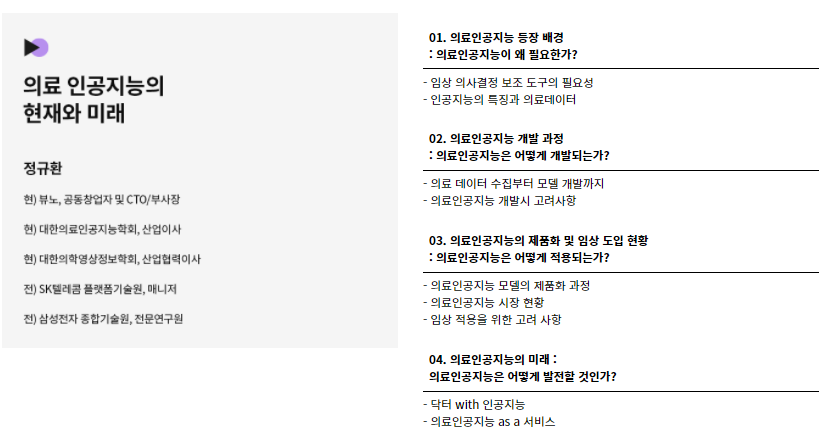 의료 인공지능의
현재와 미래
정규환
현) 뷰노, 공동창업자 및 CTO/부사장
현) 대한의료인공지능학회, 산업이사
현) 대한의학영상정보학회, 산업협력이사
전) SK텔레콤 플랫폼기술원, 매니저
전) 삼성전자 종합기술원, 전문연구원
01. 의료인공지능 등장 배경
: 의료인공지능이 왜 필요한가?
- 임상 의사결정 보조 도구의 필요성
- 인공지능의 특징과 의료데이터
02. 의료인공지능 개발 과정
: 의료인공지능은 어떻게 개발되는가?
- 의료 데이터 수집부터 모델 개발까지
- 의료인공지능 개발시 고려사항
03. 의료인공지능의 제품화 및 임상 도입 현황
: 의료인공지능은 어떻게 적용되는가?
- 의료인공지능 모델의 제품화 과정
- 의료인공지능 시장 현황
- 임상 적용을 위한 고려 사항
04. 의료인공지능의 미래 :
의료인공지능은 어떻게 발전할 것인가?
- 닥터 with 인공지능
- 의료인공지능 as a 서비스